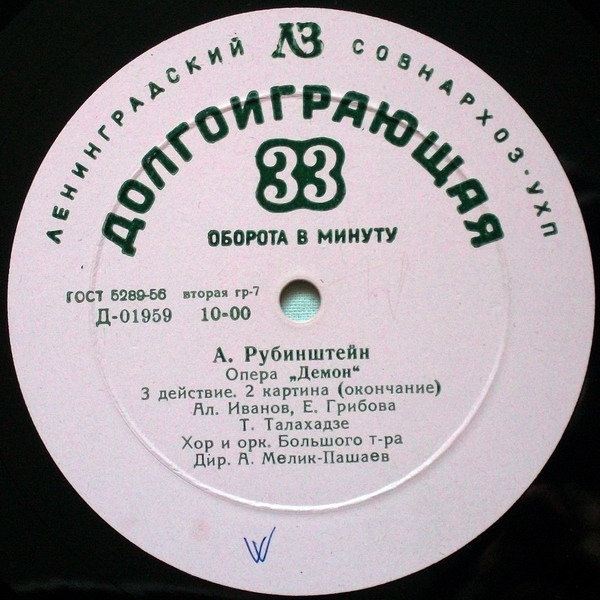 ЛЕНИНГРАДСКИЙ ЛЗ СОВНАРХОЗ·УХП
ДОЛГОИГРАЮЩАЯ
33
ОБОРОТА В МИНУТУ
ГОСТ 5289-56 вторая гр-7
Д-01959 10=00
А. Рубинштейн
Опера „Демон“
3 действие. 2 картина (окончание)
Ал. Иванов, Е. Грибова
Т. Талахадзе
Хор и орк. Большого т-ра
Дир. А. Мелик-Пашаев